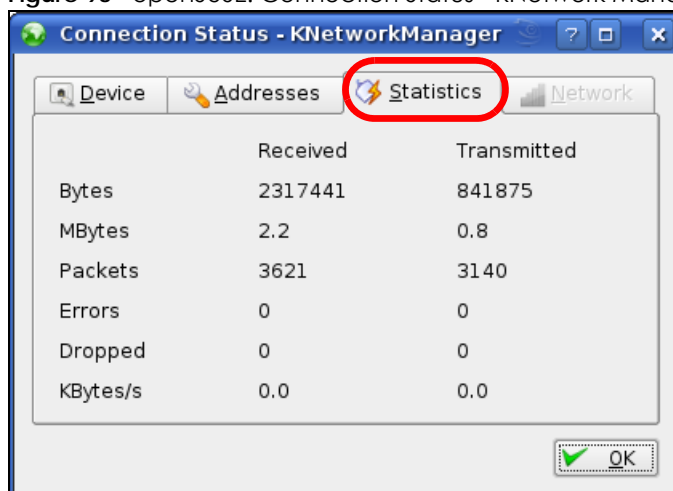 Connection Status - KNetworkManager
Device Addresses Statistics Network
Received Transmitted
Bytes 2317441 841875
MBytes 2.2 0.8
Packets 3621 3140
Errors 0 0
Dropped 0 0
KBytes/s 0.0 0.0
OK